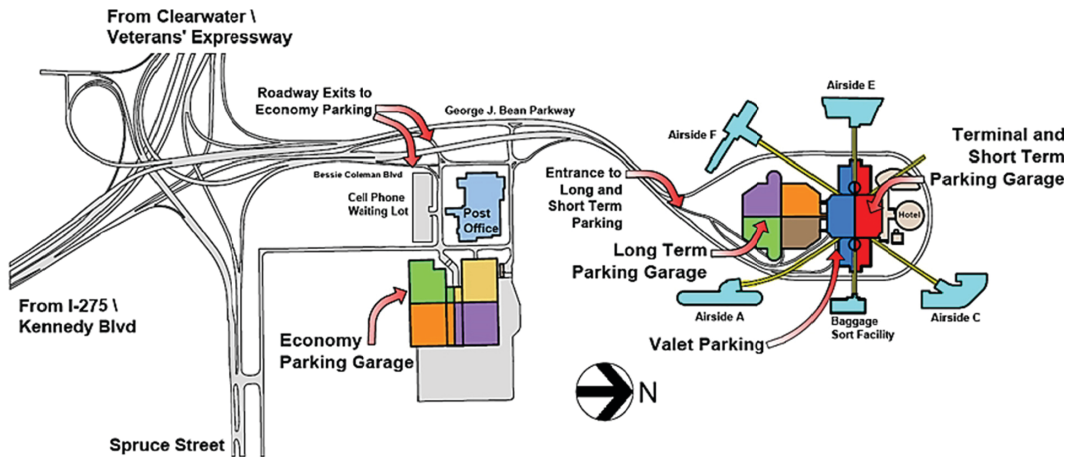 From Clearwater \
Veterans' Expressway
Roadway Exits to
Economy Parking
George J. Bean Parkway
Airside E
Airside F
Terminal and
Short Term
Parking Garage
Bessie Coleman Blvd
Cell Phone
Waiting Lot
Post
Office
Entrance to
Long and
Short Term
Parking
Hotel
Long Term
Parking Garage
From I-275 \
Kennedy Blvd
Economy
Parking Garage
Airside A
Valet Parking
Baggage
Sort Facility
Airside C
N
Spruce Street